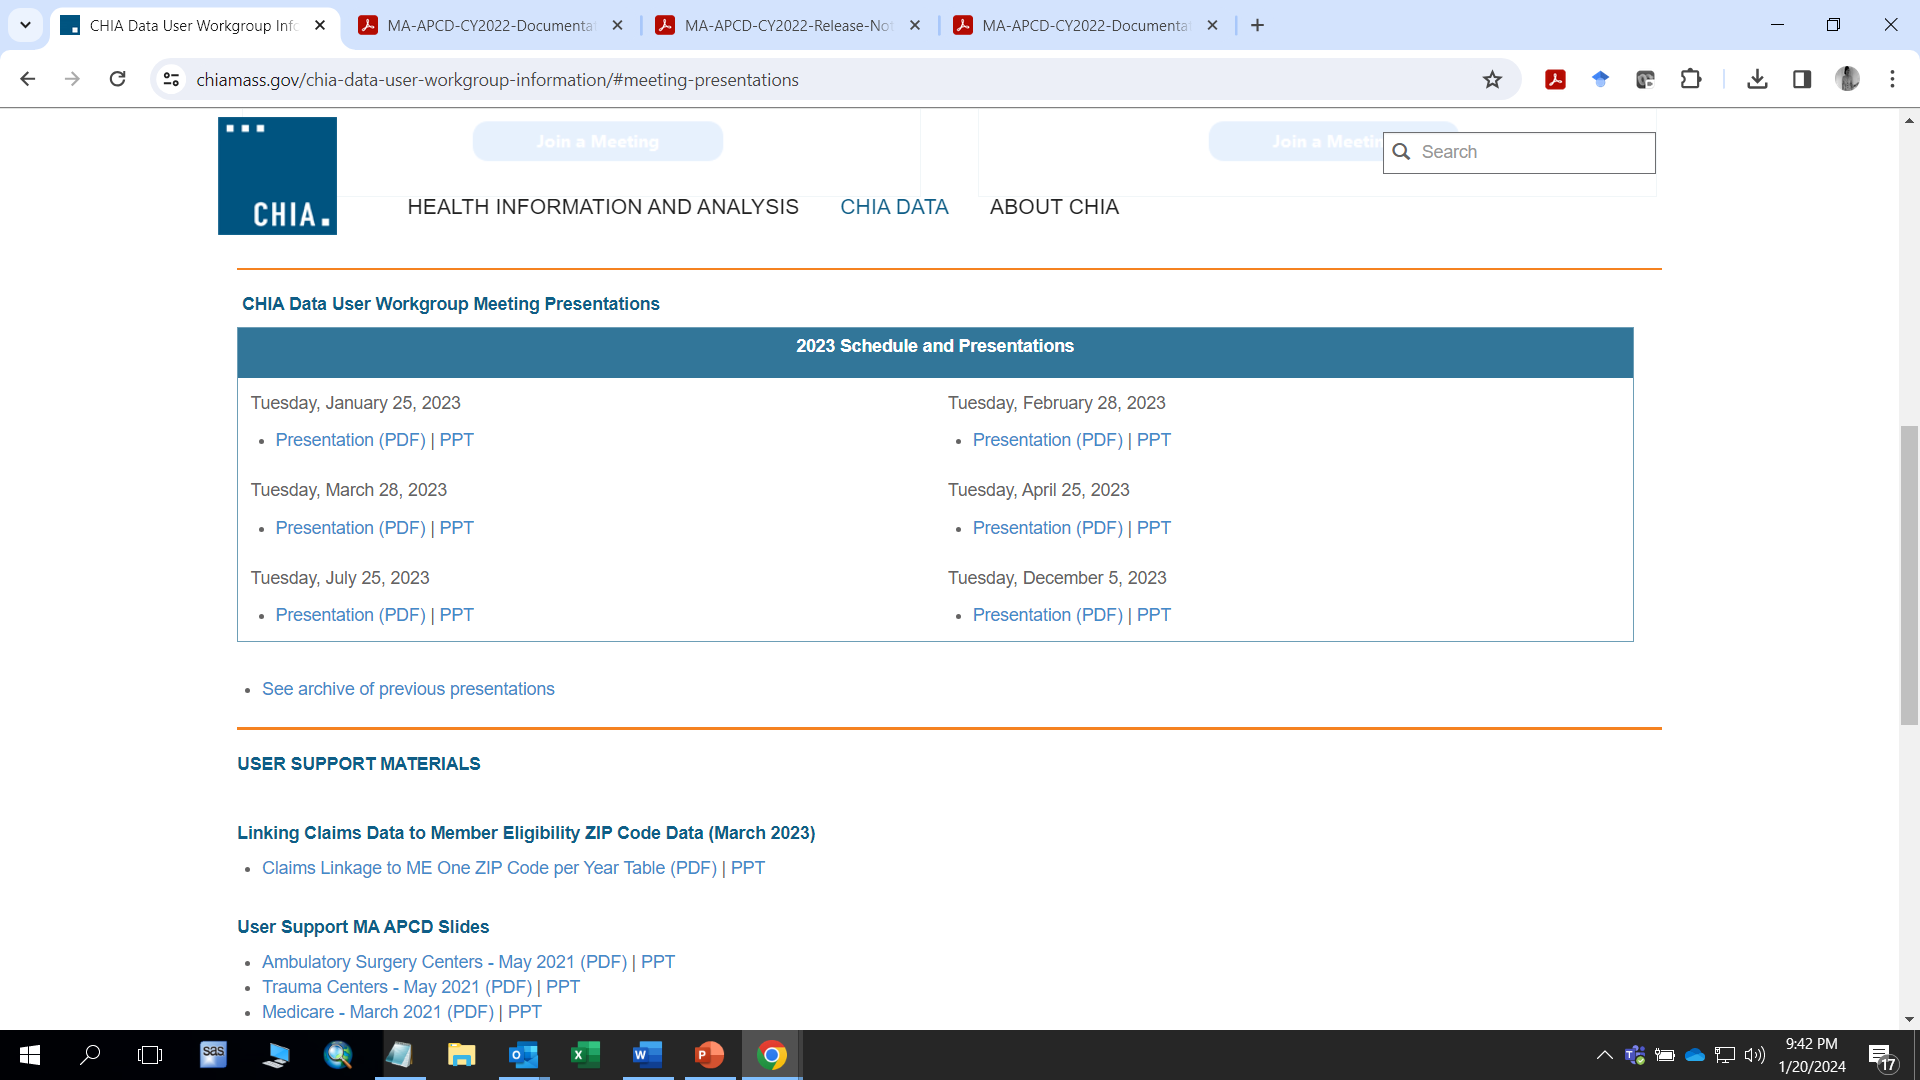 CHIA Data User Workgroup Info
MA-APCD-CY2022-Documentat
MA-APCD-CY2022-Release-Not
MA-APCD-CY2022-Documentat
chiamass.gov/chia-data-user-workgroup-information/#meeting-presentations
Join a Meeting
Join a Meetin
Search
CHIA.
HEALTH INFORMATION AND ANALYSIS
CHIA DATA
ABOUT CHIA
CHIA Data User Workgroup Meeting Presentations
2023 Schedule and Presentations
Tuesday, January 25, 2023
• Presentation (PDF) | PPT
Tuesday, February 28, 2023
• Presentation (PDF) | PPT
Tuesday, March 28, 2023
• Presentation (PDF) | PPT
Tuesday, April 25, 2023
• Presentation (PDF) | PPT
Tuesday, July 25, 2023
• Presentation (PDF) | PPT
Tuesday, December 5, 2023
• Presentation (PDF) | PPT
• See archive of previous presentations
USER SUPPORT MATERIALS
Linking Claims Data to Member Eligibility ZIP Code Data (March 2023)
• Claims Linkage to ME One ZIP Code per Year Table (PDF) | PPT
User Support MA APCD Slides
• Ambulatory Surgery Centers - May 2021 (PDF) | PPT
• Trauma Centers - May 2021 (PDF) | PPT
• Medicare - March 2021 (PDF) | PPT
sas
9:42 PM
1/20/2024
17